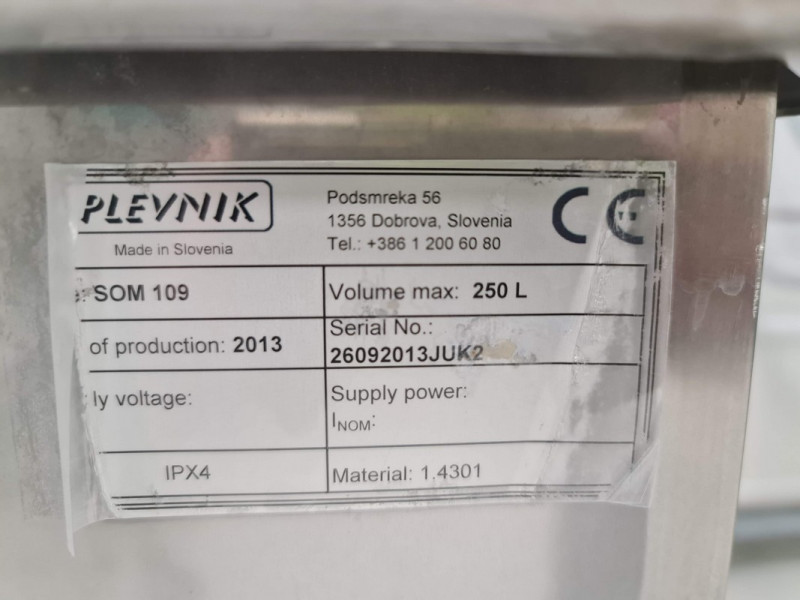 PLEVNIK
Made in Slovenia
Podsmreka 56
1356 Dobrova, Slovenia
Tel.: +386 1 200 60 80
CE
: SOM 109
Volume max: 250 L
of production: 2013
Serial No.:
26092013JUK2
ly voltage:
Supply power:
INOM:
IPX4
Material: 1.4301